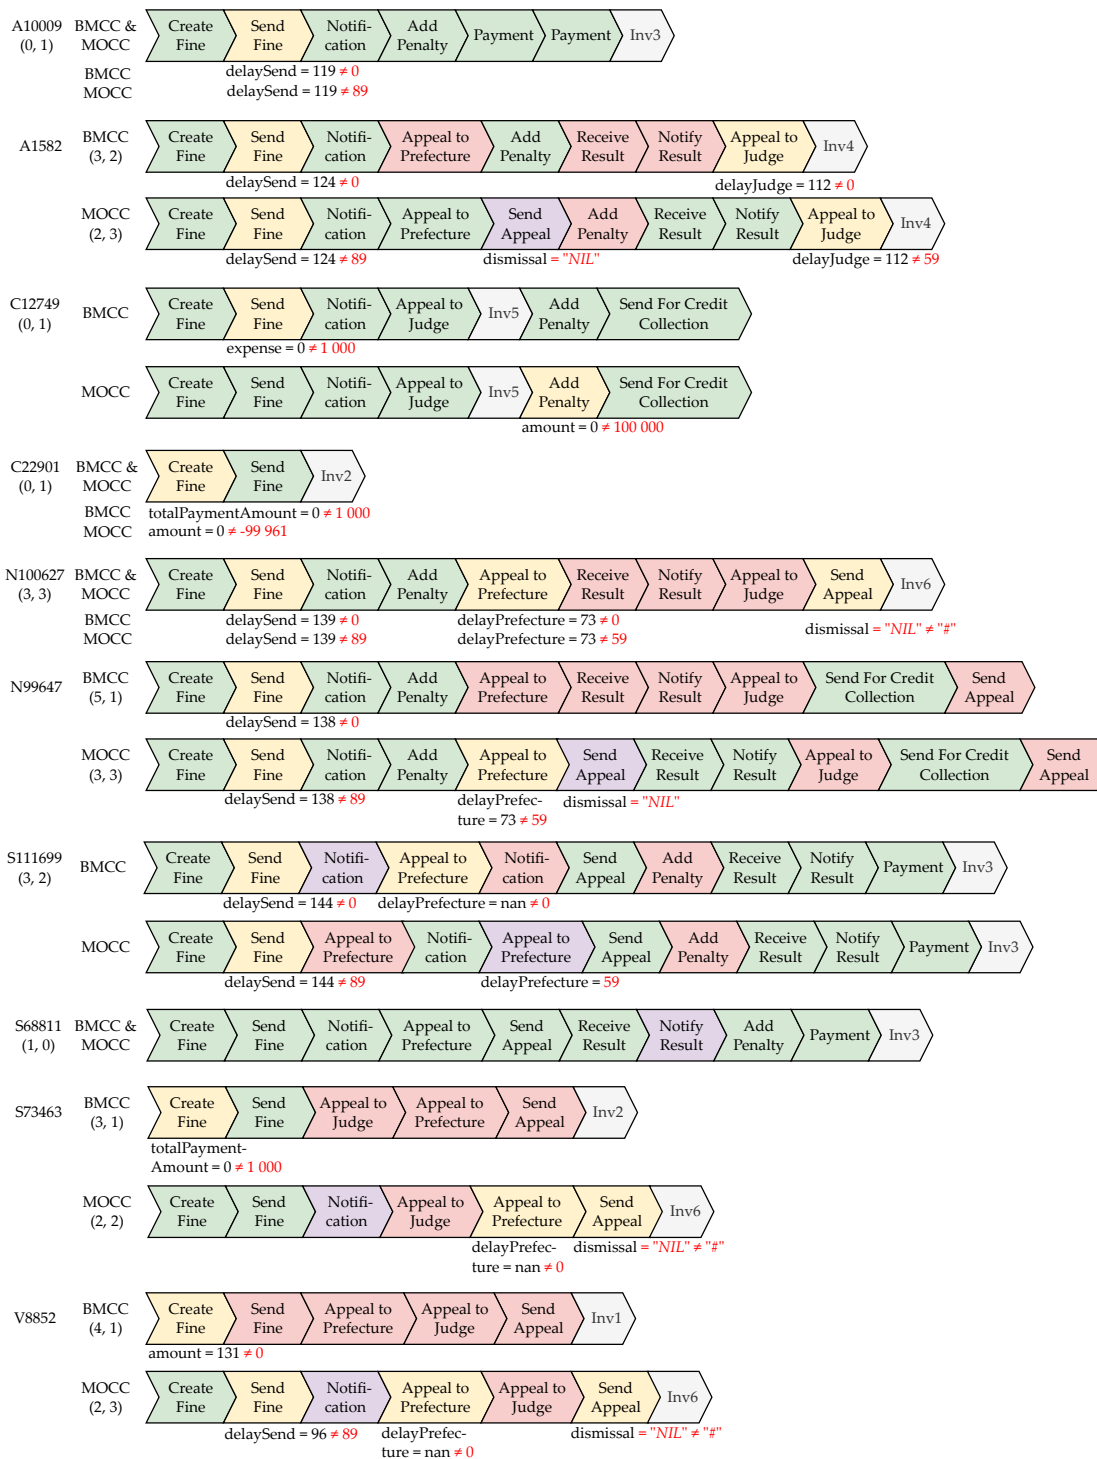 A10009 BMCC & Create Send Notifi- Add Payment Payment Inv3
(0, 1) MOCC Fine Fine cation Penalty
BMCC delaySend = 119 ≠ 0
MOCC delaySend = 119 ≠ 89
A1582 BMCC Create Send Notifi- Appeal to Add Receive Notify Appeal to Inv4
(3, 2) Fine Fine cation Prefecture Penalty Result Result Judge
delaySend = 124 ≠ 0 delayJudge = 112 ≠ 0
MOCC Create Send Notifi- Appeal to Send Add Receive Notify Appeal to Inv4
(2, 3) Fine Fine cation Prefecture Appeal Penalty Result Result Judge
delaySend = 124 ≠ 89 dismissal = "NIL" delayJudge = 112 ≠ 59
C12749 BMCC Create Send Notifi- Appeal to Inv5 Add Send For Credit
(0, 1) Fine Fine cation Judge Penalty Collection
expense = 0 ≠ 1 000
MOCC Create Send Notifi- Appeal to Inv5 Add Send For Credit
Fine Fine cation Judge Penalty Collection
amount = 0 ≠ 100 000
C22901 BMCC & Create Send Inv2
(0, 1) MOCC Fine Fine
BMCC totalPaymentAmount = 0 ≠ 1 000
MOCC amount = 0 ≠ -99 961
N100627 BMCC & Create Send Notifi- Add Appeal to Receive Notify Appeal to Send Inv6
(3, 3) MOCC Fine Fine cation Penalty Prefecture Result Result Judge Appeal
BMCC delaySend = 139 ≠ 0 delayPrefecture = 73 ≠ 0 dismissal = "NIL" ≠ "#"
MOCC delaySend = 139 ≠ 89 delayPrefecture = 73 ≠ 59
N99647 BMCC Create Send Notifi- Add Appeal to Receive Notify Appeal to Send For Credit Send
(5, 1) Fine Fine cation Penalty Prefecture Result Result Judge Collection Appeal
delaySend = 138 ≠ 0
MOCC Create Send Notifi- Add Appeal to Send Receive Notify Appeal to Send For Credit Send
(3, 3) Fine Fine cation Penalty Prefecture Appeal Result Result Judge Collection Appeal
delaySend = 138 ≠ 89 delayPrefec- dismissal = "NIL"
ture = 73 ≠ 59
S111699 BMCC Create Send Notifi- Appeal to Notifi- Send Add Receive Notify Payment Inv3
(3, 2) Fine Fine cation Prefecture cation Appeal Penalty Result Result
delaySend = 144 ≠ 0 delayPrefecture = nan ≠ 0
MOCC Create Send Appeal to Notifi- Appeal to Send Add Receive Notify Payment Inv3
Fine Fine Prefecture cation Prefecture Appeal Penalty Result Result
delaySend = 144 ≠ 89 delayPrefecture = 59
S68811 BMCC & Create Send Notifi- Appeal to Send Receive Notify Add Payment Inv3
(1, 0) MOCC Fine Fine cation Prefecture Appeal Result Result Penalty
S73463 BMCC Create Send Appeal to Appeal to Send Inv2
(3, 1) Fine Fine Judge Prefecture Appeal
totalPayment-
Amount = 0 ≠ 1 000
MOCC Create Send Notifi- Appeal to Appeal to Send Inv6
(2, 2) Fine Fine cation Judge Prefecture Appeal
delayPrefec- dismissal = "NIL" ≠ "#"
ture = nan ≠ 0
V8852 BMCC Create Send Appeal to Appeal to Send Inv1
(4, 1) Fine Fine Prefecture Judge Appeal
amount = 131 ≠ 0
MOCC Create Send Notifi- Appeal to Appeal to Send Inv6
(2, 3) Fine Fine cation Prefecture Judge Appeal
delaySend = 96 ≠ 89 delayPrefec- dismissal = "NIL" ≠ "#"
ture = nan ≠ 0